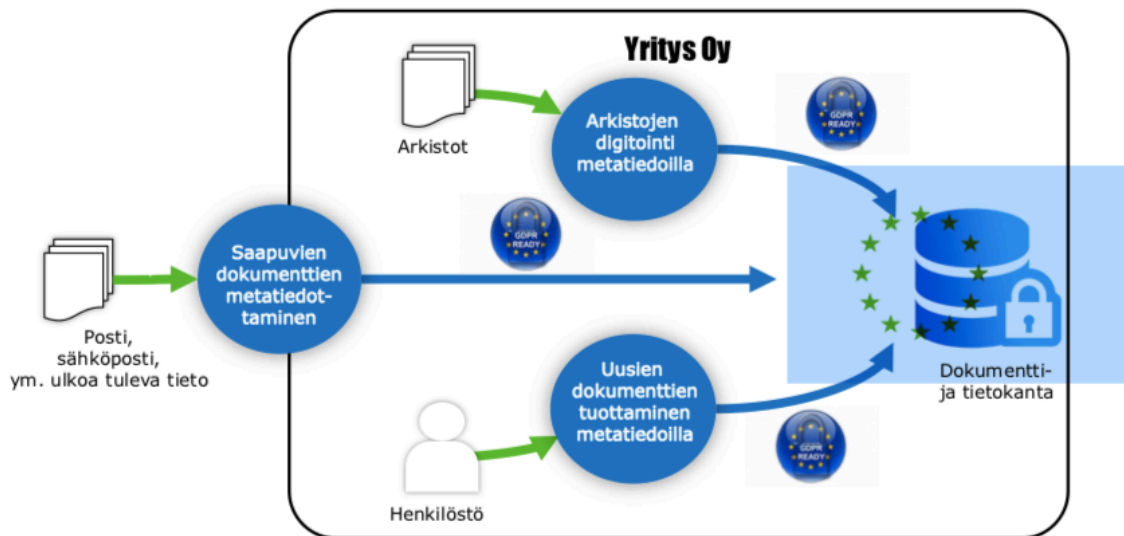 Yritys Oy
Arkistot
Arkistojen
digitointi
metatiedoilla
GDPR
READY
GDPR
READY
Saapuvien
dokumenttien
metatiedot-
taminen
Posti,
sähköposti,
ym. ulkoa tuleva tieto
Uusien
dokumenttien
tuottaminen
metatiedoilla
Dokumentti-
ja tietokanta
GDPR
READY
Henkilöstö